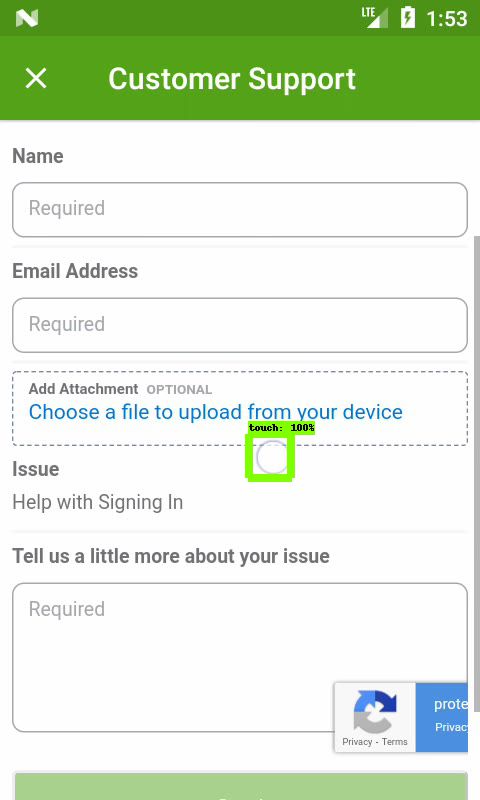 LTE
1:53
Customer Support
Name
Required
Email Address
Required
Add Attachment OPTIONAL
Choose a file to upload from your device
touch: 100%
Issue
Help with Signing In
Tell us a little more about your issue
Required
prote
Privacy - Terms
Privac